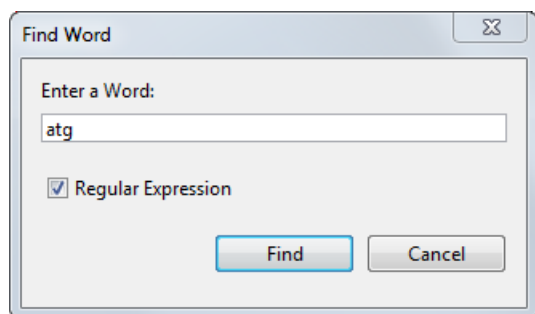 Find Word
Enter a Word:
atg
Regular Expression
Find Cancel